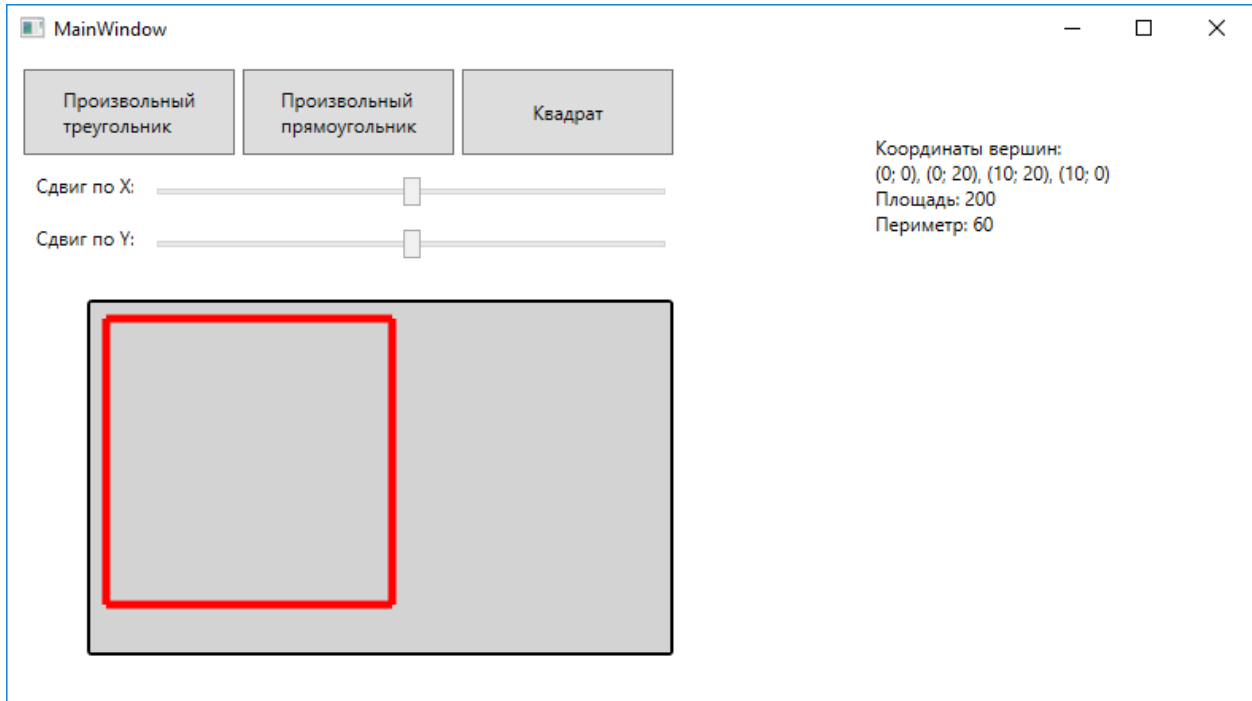 MainWindow
Произвольный
треугольник
Произвольный
прямоугольник
Квадрат
Сдвиг по X:
Сдвиг по Y:
Координаты вершин:
(0; 0), (0; 20), (10; 20), (10; 0)
Площадь: 200
Периметр: 60